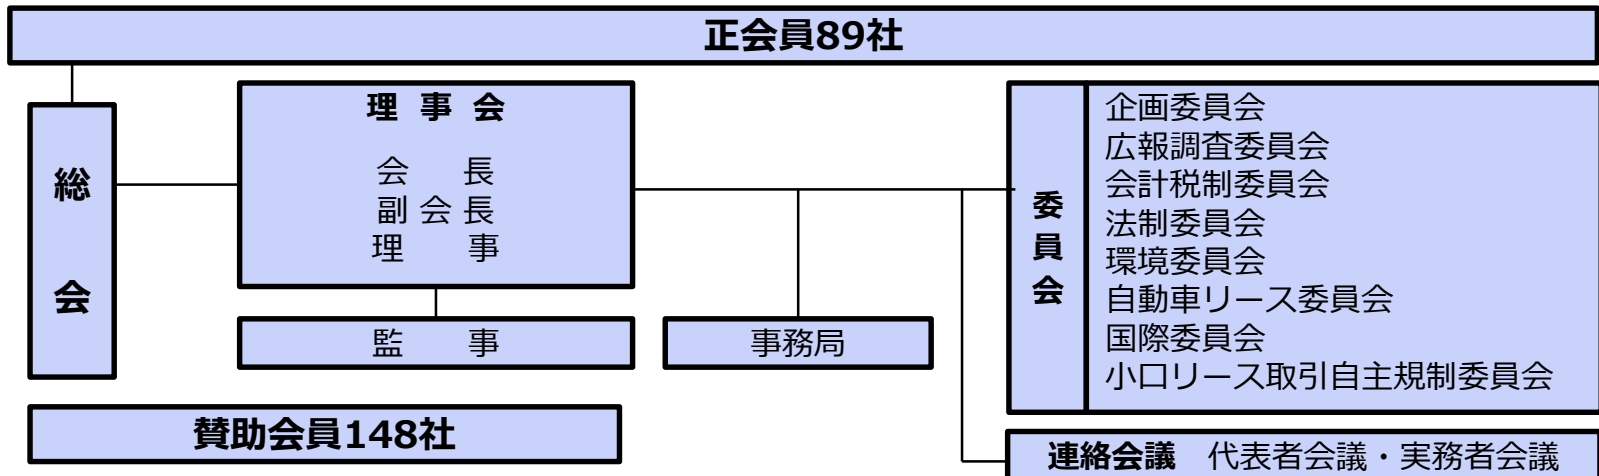 正会員89社
総会
理事会
会長
副会長
理事
監事
事務局
賛助会員148社
委員会
企画委員会
広報調査委員会
会計税制委員会
法制委員会
環境委員会
自動車リース委員会
国際委員会
小口リース取引自主規制委員会
連絡会議 代表者会議・実務者会議